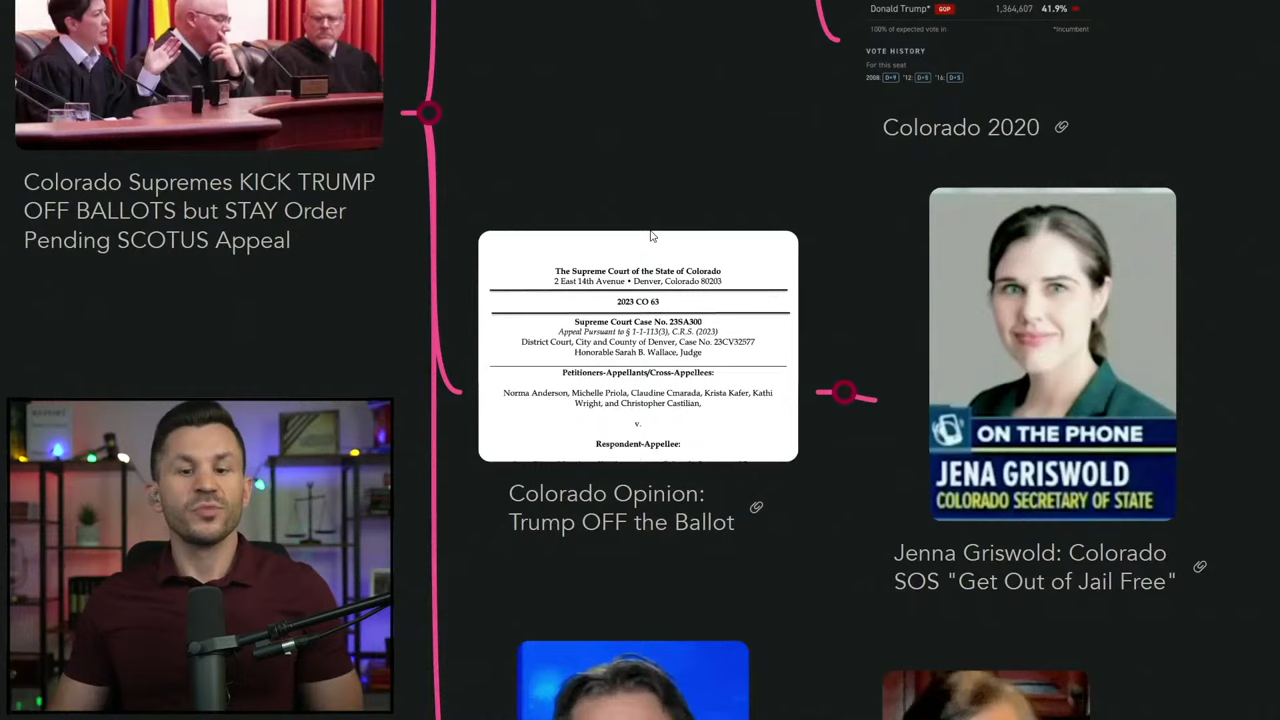 Donald Trump* GOP 1,364,607 41.9%
100% of expected vote in *Incumbent
VOTE HISTORY
For this seat
2008: D+9 '12: D+5 '16: D+5
Colorado 2020
Colorado Supremes KICK TRUMP
OFF BALLOTS but STAY Order
Pending SCOTUS Appeal
The Supreme Court of the State of Colorado
2 East 14th Avenue • Denver, Colorado 80203
2023 CO 63
Supreme Court Case No. 23SA300
Appeal Pursuant to § 1-1-113(3), C.R.S. (2023)
District Court, City and County of Denver, Case No. 23CV32577
Honorable Sarah B. Wallace, Judge
Petitioners-Appellants/Cross-Appellees:
Norma Anderson, Michelle Priola, Claudine Cmarada, Krista Kafer, Kathi
Wright, and Christopher Castilian,
v.
Respondent-Appellee:
Colorado Opinion:
Trump OFF the Ballot
ON THE PHONE
JENA GRISWOLD
COLORADO SECRETARY OF STATE
Jenna Griswold: Colorado
SOS "Get Out of Jail Free"